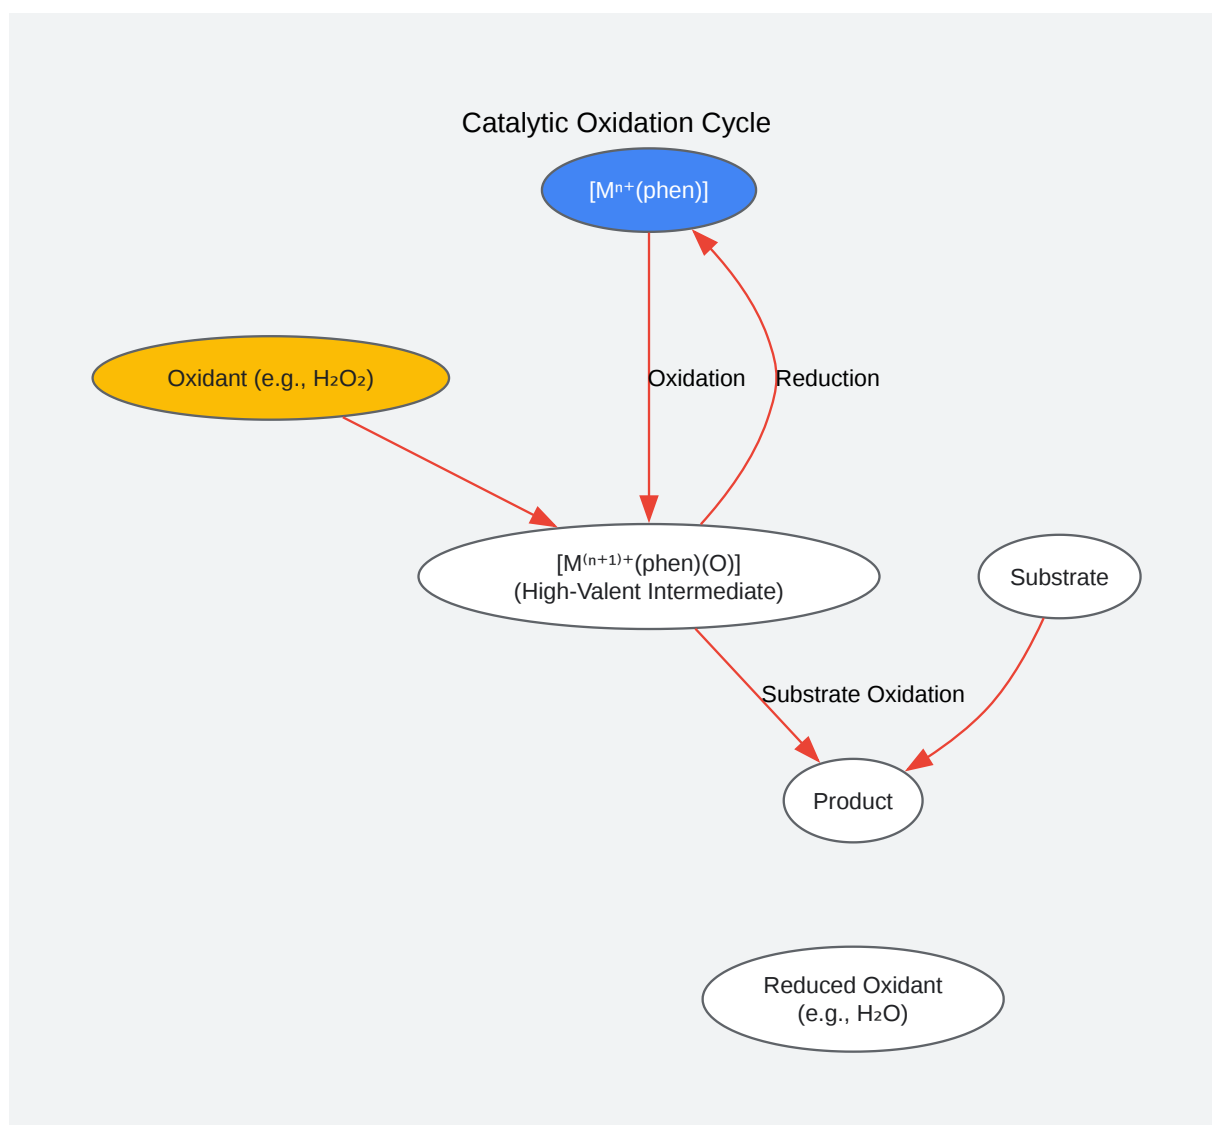 Catalytic Oxidation Cycle
[Mⁿ⁺(phen)]
Oxidant (e.g., H₂O₂)
Oxidation
Reduction
[M⁽ⁿ⁺¹⁾⁺(phen)(O)]
(High-Valent Intermediate)
Substrate
Substrate Oxidation
Product
Reduced Oxidant
(e.g., H₂O)